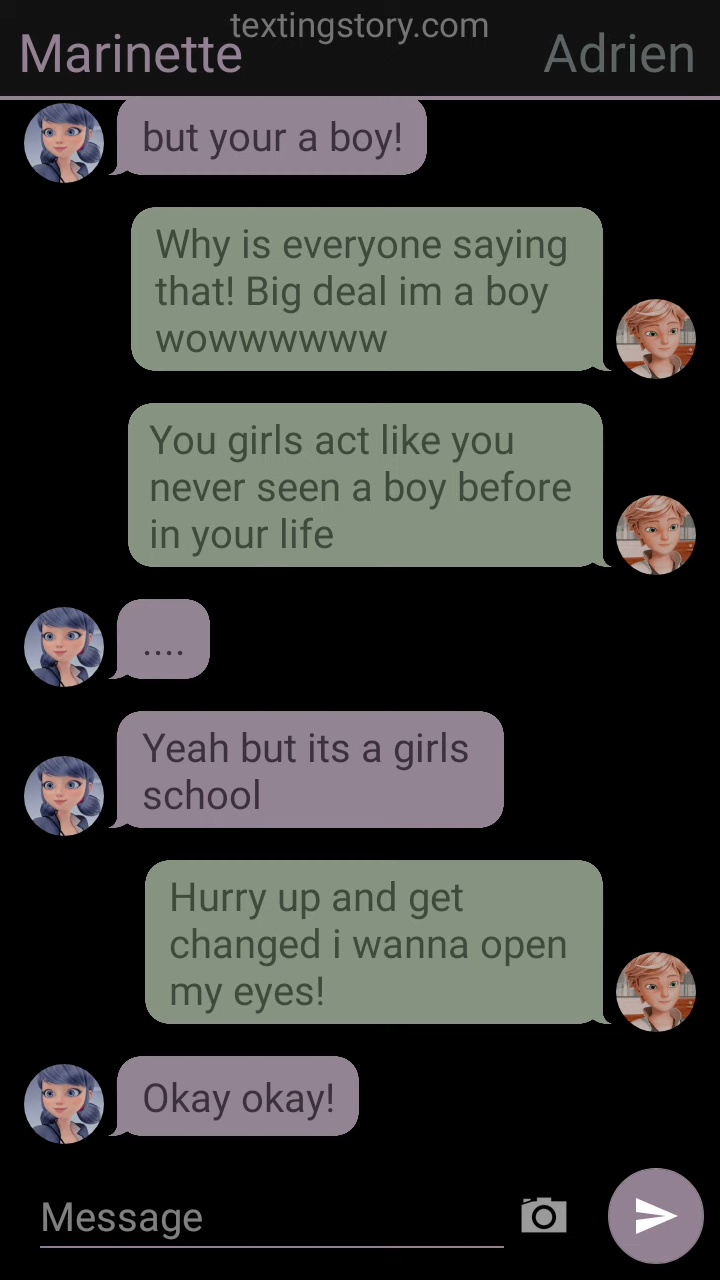 textingstory.com
Marinette
Adrien
but your a boy!
Why is everyone saying
that! Big deal im a boy
wowwwwww
You girls act like you
never seen a boy before
in your life
....
Yeah but its a girls
school
Hurry up and get
changed i wanna open
my eyes!
Okay okay!
Message